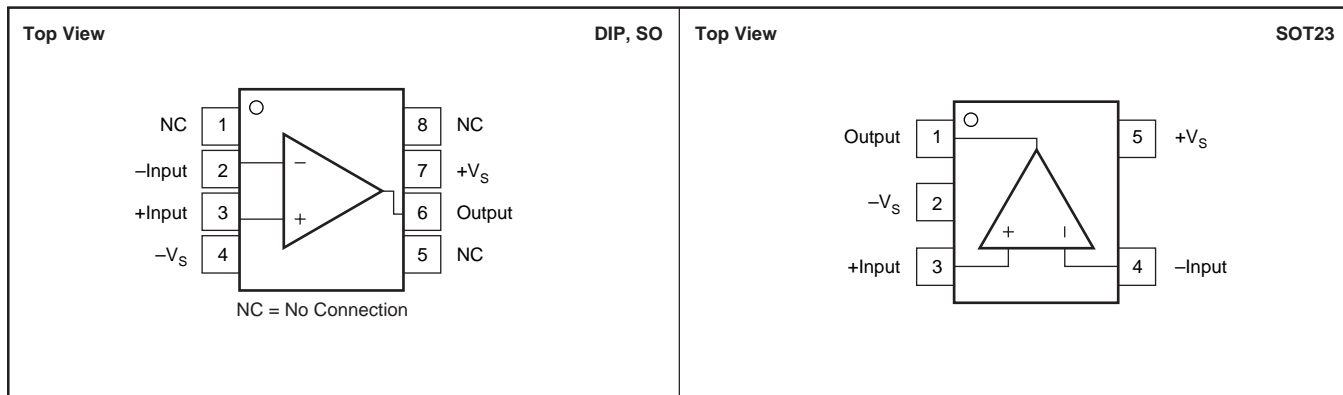 Top View DIP, SO
NC 1 8 NC
–Input 2 – 7 +VS
+Input 3 + 6 Output
–VS 4 5 NC
NC = No Connection
Top View SOT23
Output 1 5 +VS
–VS 2
+Input 3 + – 4 –Input